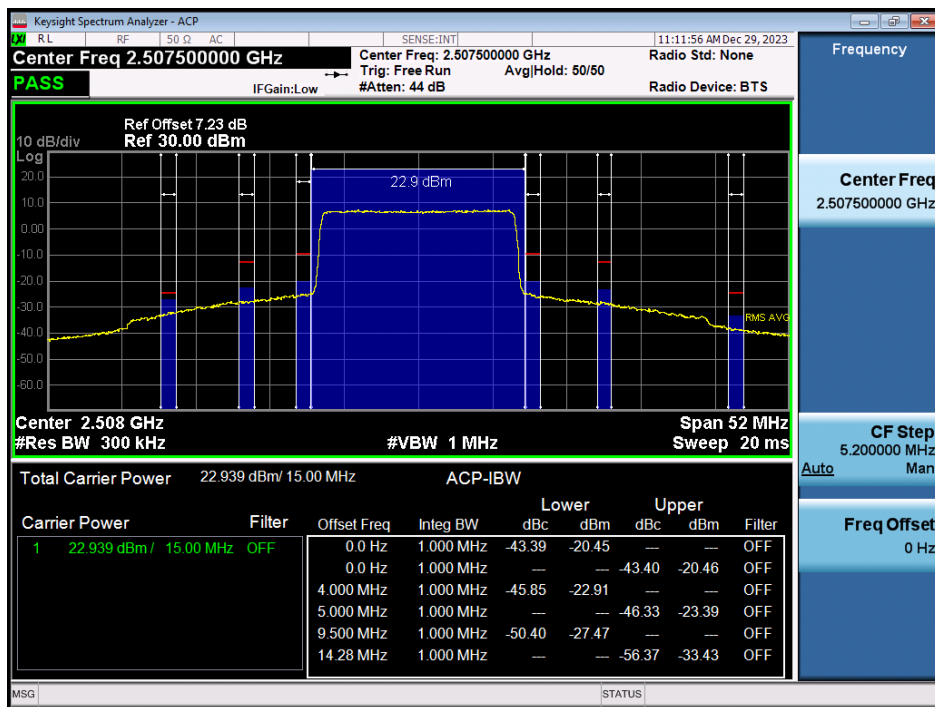 Keysight Spectrum Analyzer - ACP
LXI RL RF 50 Ω AC SENSE:INT 11:11:56 AM Dec 29, 2023
Center Freq 2.507500000 GHz Center Freq: 2.507500000 GHz Radio Std: None
Trig: Free Run Avg|Hold: 50/50
PASS IFGain:Low #Atten: 44 dB Radio Device: BTS
Ref Offset 7.23 dB
10 dB/div Ref 30.00 dBm
Log
20.0
22.9 dBm
10.0
0.00
-10.0
-20.0
-30.0
RMS AVG
-40.0
-50.0
-60.0
Center 2.508 GHz Span 52 MHz
#Res BW 300 kHz #VBW 1 MHz Sweep 20 ms
Total Carrier Power 22.939 dBm/ 15.00 MHz ACP-IBW
Lower Upper
Carrier Power Filter Offset Freq Integ BW dBc dBm dBc dBm Filter
1 22.939 dBm / 15.00 MHz OFF 0.0 Hz 1.000 MHz -43.39 -20.45 --- --- OFF
0.0 Hz 1.000 MHz --- --- -43.40 -20.46 OFF
4.000 MHz 1.000 MHz -45.85 -22.91 --- --- OFF
5.000 MHz 1.000 MHz --- --- -46.33 -23.39 OFF
9.500 MHz 1.000 MHz -50.40 -27.47 --- --- OFF
14.28 MHz 1.000 MHz --- --- -56.37 -33.43 OFF
MSG STATUS
Frequency
Center Freq
2.507500000 GHz
CF Step
5.200000 MHz
Auto Man
Freq Offset
0 Hz